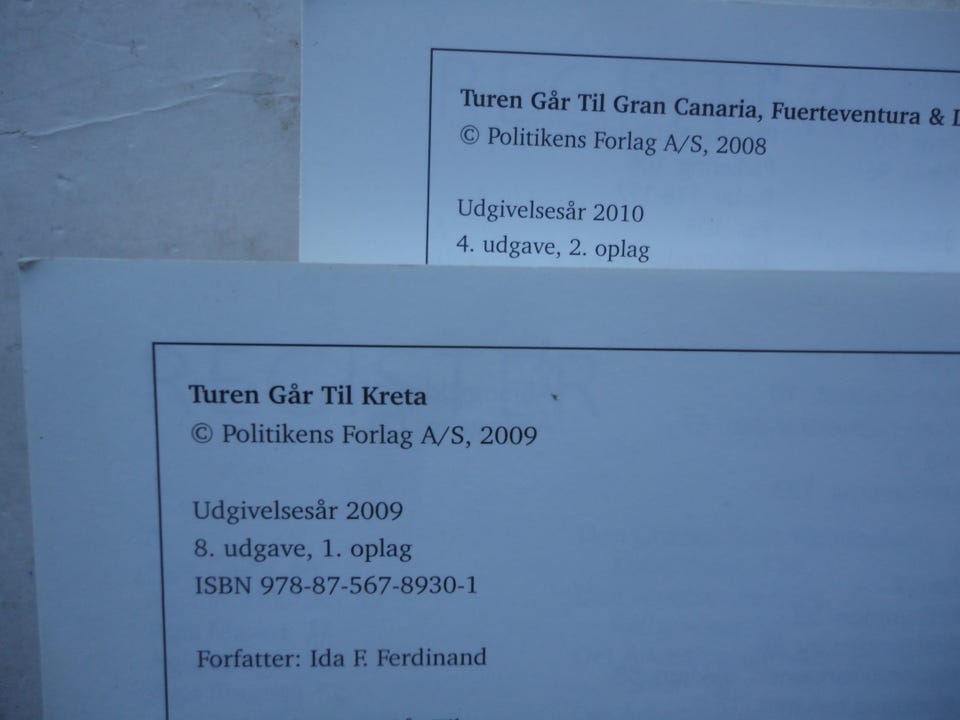 Turen Går Til Gran Canaria, Fuerteventura &
© Politikens Forlag A/S, 2008
Udgivelsesår 2010
4. udgave, 2. oplag
Turen Går Til Kreta
© Politikens Forlag A/S, 2009
Udgivelsesår 2009
8. udgave, 1. oplag
ISBN 978-87-567-8930-1
Forfatter: Ida F. Ferdinand